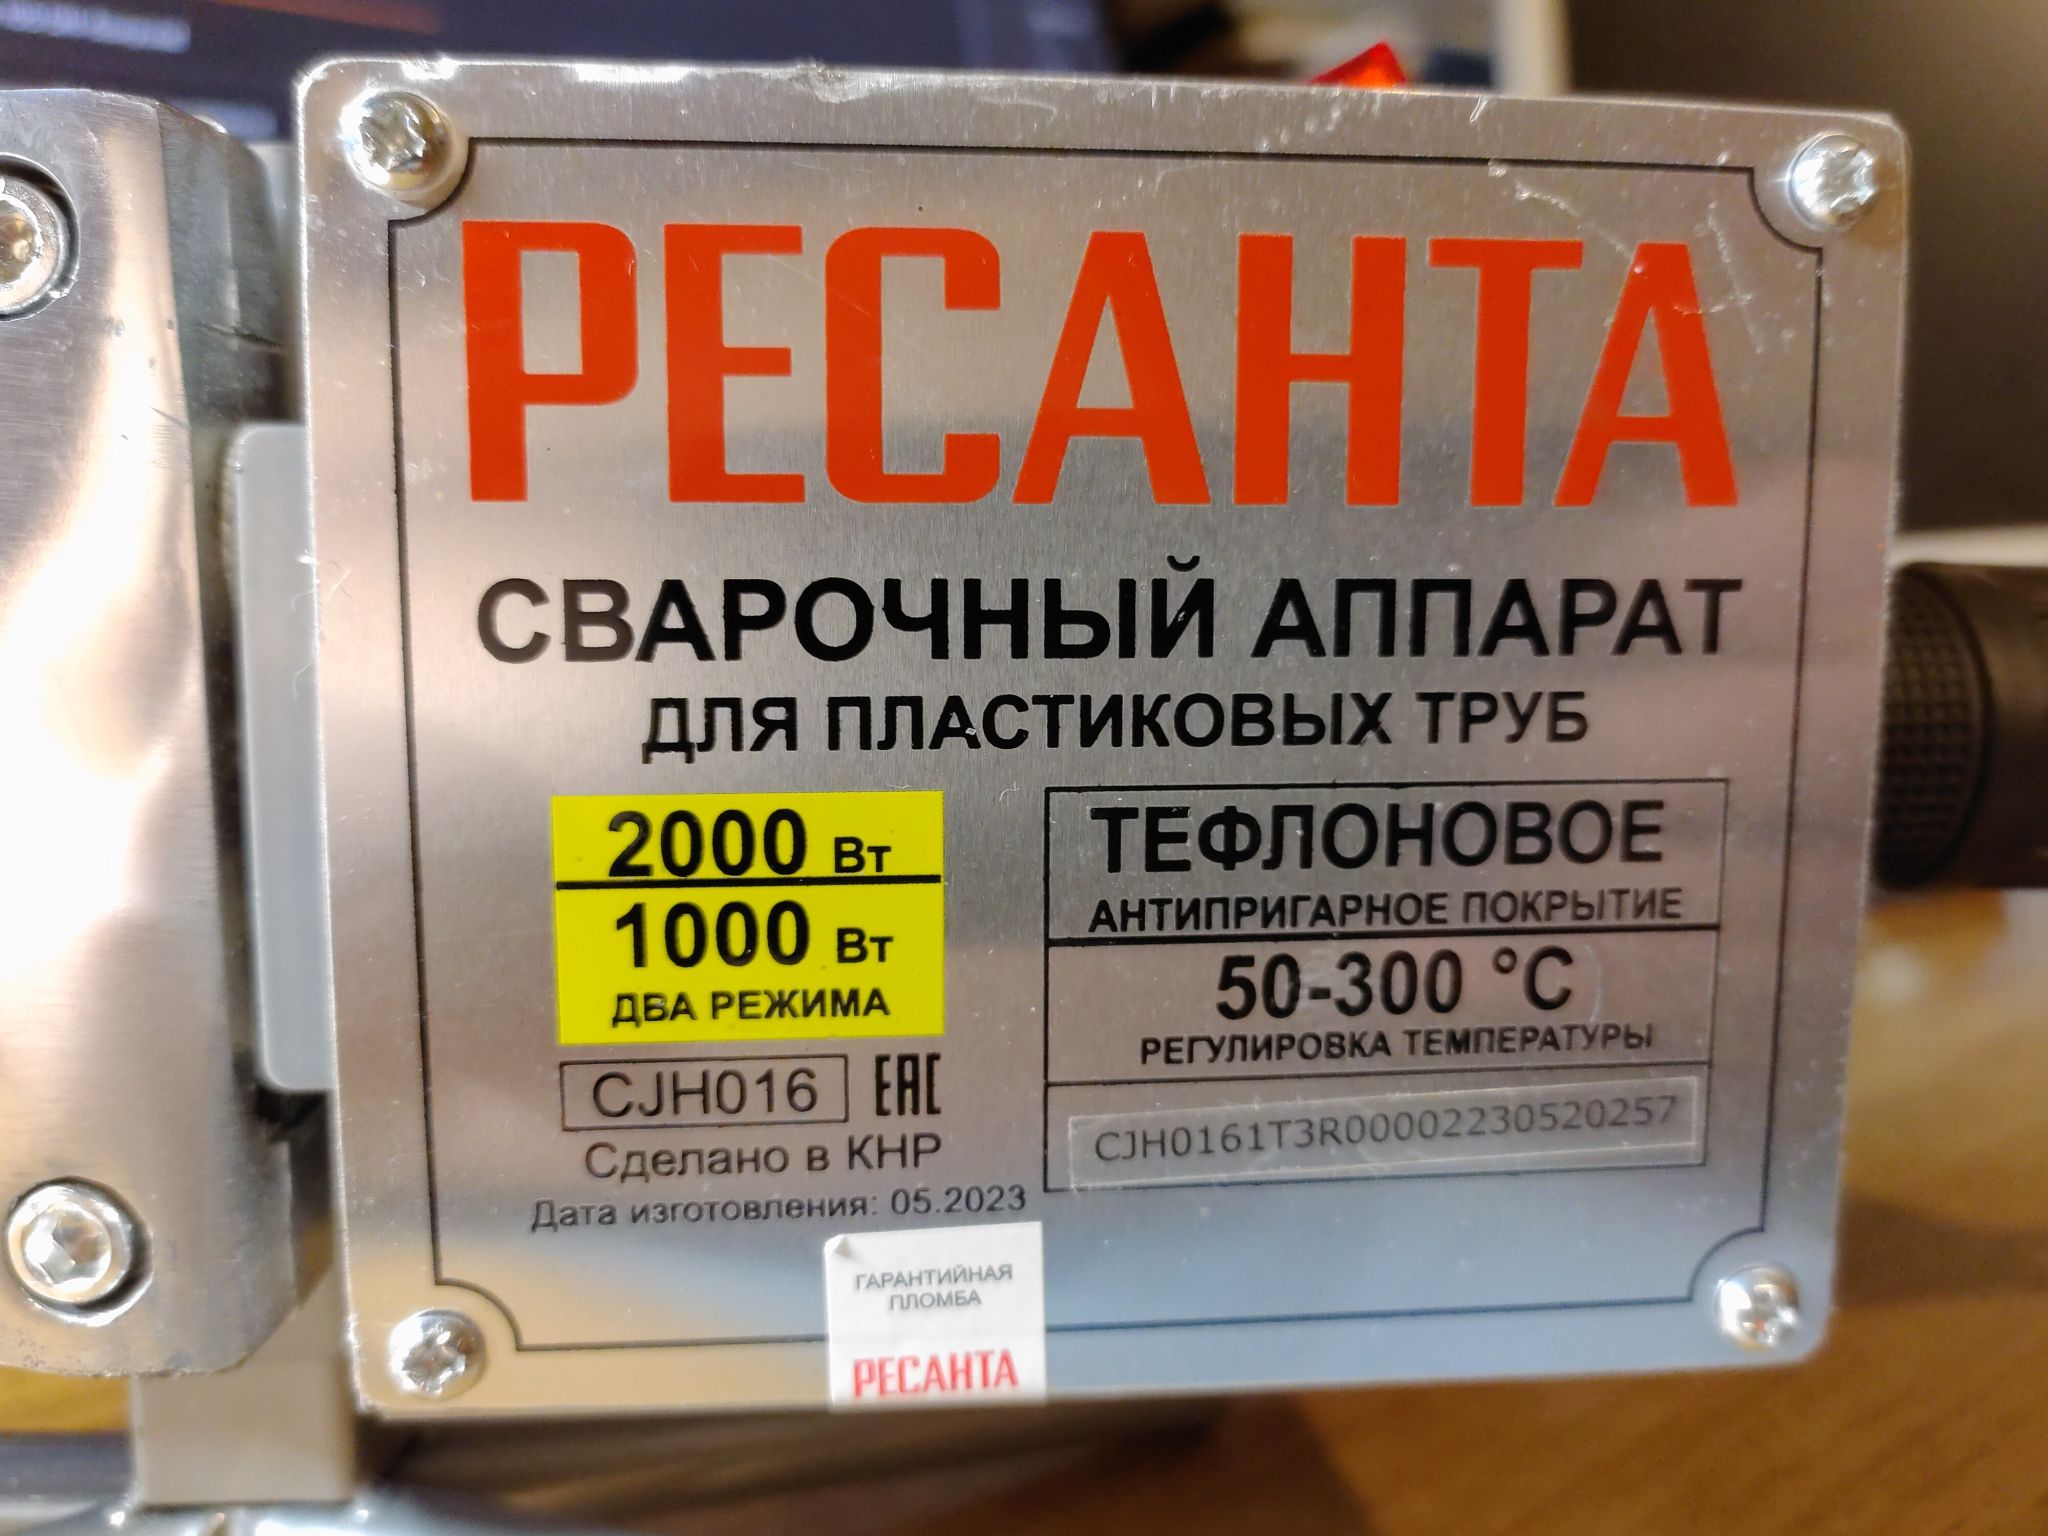 РЕСАНТА
СВАРОЧНЫЙ АППАРАТ
ДЛЯ ПЛАСТИКОВЫХ ТРУБ
2000 Вт
1000 Вт
ДВА РЕЖИМА
CJH016 EAC
Сделано в КНР
Дата изготовления: 05.2023
ТЕФЛОНОВОЕ
АНТИПРИГАРНОЕ ПОКРЫТИЕ
50-300 °C
РЕГУЛИРОВКА ТЕМПЕРАТУРЫ
CJH0161T3R00002230520257
ГАРАНТИЙНАЯ
ПЛОМБА
РЕСАНТА